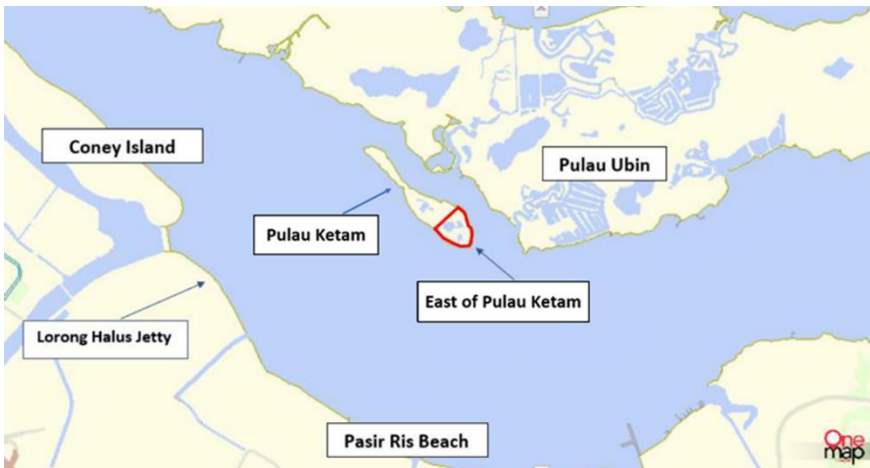 Coney Island
Pulau Ubin
Pulau Ketam
East of Pulau Ketam
Lorong Halus Jetty
Pasir Ris Beach
One
map